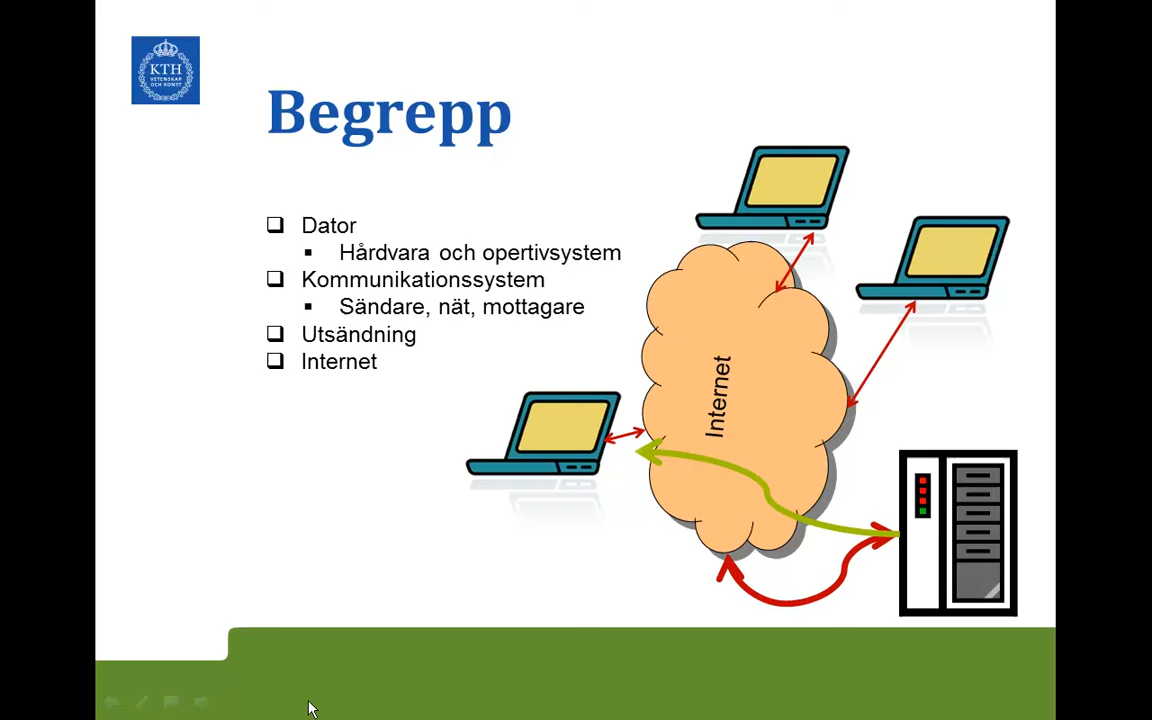 KTH
VETENSKAP
OCH KONST
Begrepp
Dator
Hårdvara och opertivsystem
Kommunikationssystem
Sändare, nät, mottagare
Utsändning
Internet
Internet